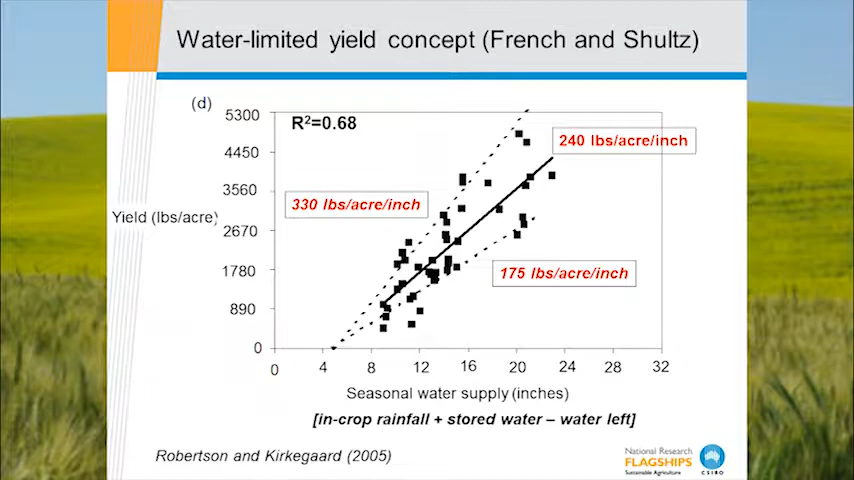 Water-limited yield concept (French and Shultz)
(d)
R²=0.68
5300
4450
3560
2670
1780
890
0
Yield (lbs/acre)
240 lbs/acre/inch
330 lbs/acre/inch
175 lbs/acre/inch
0 4 8 12 16 20 24 28 32
Seasonal water supply (inches)
[in-crop rainfall + stored water – water left]
Robertson and Kirkegaard (2005)
National Research
FLAGSHIPS
Sustainable Agriculture
CSIRO